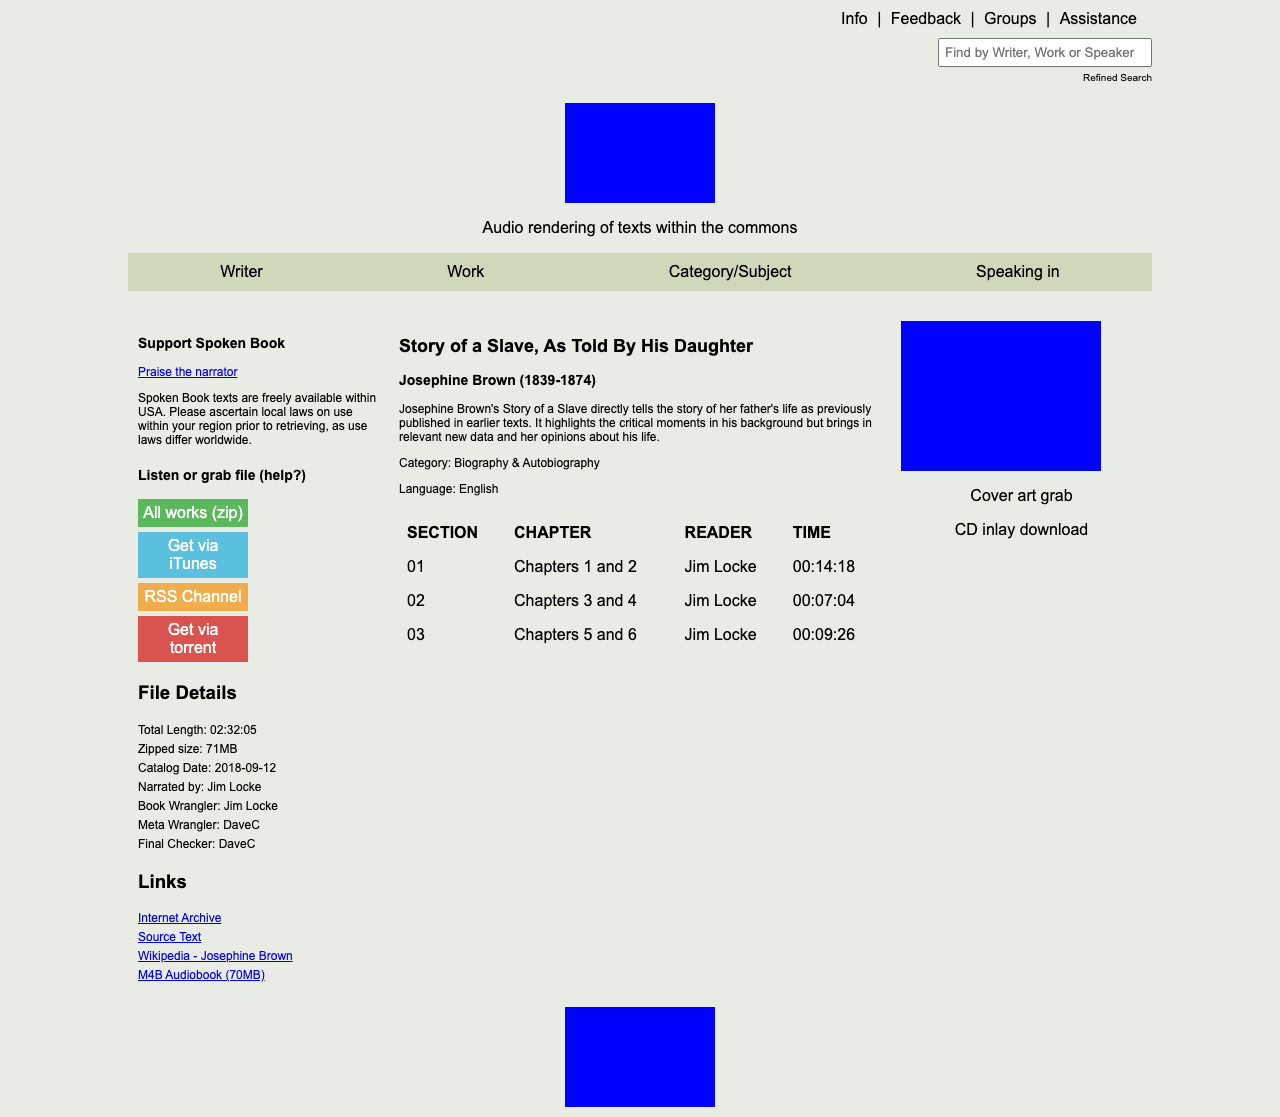 Info | Feedback | Groups | Assistance
Find by Writer, Work or Speaker
Refined Search
Audio rendering of texts within the commons
Writer Work Category/Subject Speaking in
Support Spoken Book
Praise the narrator
Spoken Book texts are freely available within
USA. Please ascertain local laws on use
within your region prior to retrieving, as use
laws differ worldwide.
Listen or grab file (help?)
All works (zip)
Get via
iTunes
RSS Channel
Get via
torrent
File Details
Total Length: 02:32:05
Zipped size: 71MB
Catalog Date: 2018-09-12
Narrated by: Jim Locke
Book Wrangler: Jim Locke
Meta Wrangler: DaveC
Final Checker: DaveC
Links
Internet Archive
Source Text
Wikipedia - Josephine Brown
M4B Audiobook (70MB)
Story of a Slave, As Told By His Daughter
Josephine Brown (1839-1874)
Josephine Brown's Story of a Slave directly tells the story of her father's life as previously
published in earlier texts. It highlights the critical moments in his background but brings in
relevant new data and her opinions about his life.
Category: Biography & Autobiography
Language: English
SECTION CHAPTER READER TIME
01 Chapters 1 and 2 Jim Locke 00:14:18
02 Chapters 3 and 4 Jim Locke 00:07:04
03 Chapters 5 and 6 Jim Locke 00:09:26
Cover art grab
CD inlay download